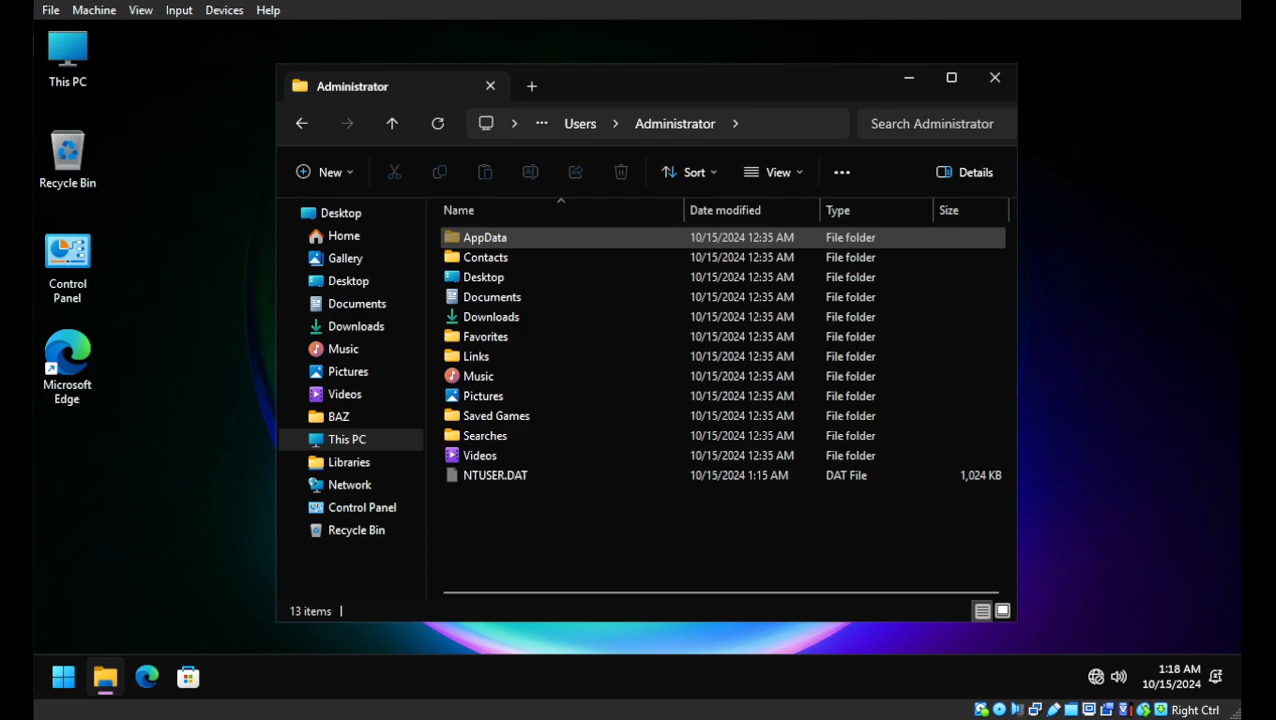 File Machine View Input Devices Help
This PC
Recycle Bin
Control
Panel
Microsoft
Edge
Administrator
Users Administrator
Search Administrator
New Sort View Details
Desktop
Home
Gallery
Desktop
Documents
Downloads
Music
Pictures
Videos
BAZ
This PC
Libraries
Network
Control Panel
Recycle Bin
Name Date modified Type Size
AppData 10/15/2024 12:35 AM File folder
Contacts 10/15/2024 12:35 AM File folder
Desktop 10/15/2024 12:35 AM File folder
Documents 10/15/2024 12:35 AM File folder
Downloads 10/15/2024 12:35 AM File folder
Favorites 10/15/2024 12:35 AM File folder
Links 10/15/2024 12:35 AM File folder
Music 10/15/2024 12:35 AM File folder
Pictures 10/15/2024 12:35 AM File folder
Saved Games 10/15/2024 12:35 AM File folder
Searches 10/15/2024 12:35 AM File folder
Videos 10/15/2024 12:35 AM File folder
NTUSER.DAT 10/15/2024 1:15 AM DAT File 1,024 KB
13 items
1:18 AM
10/15/2024
Right Ctrl